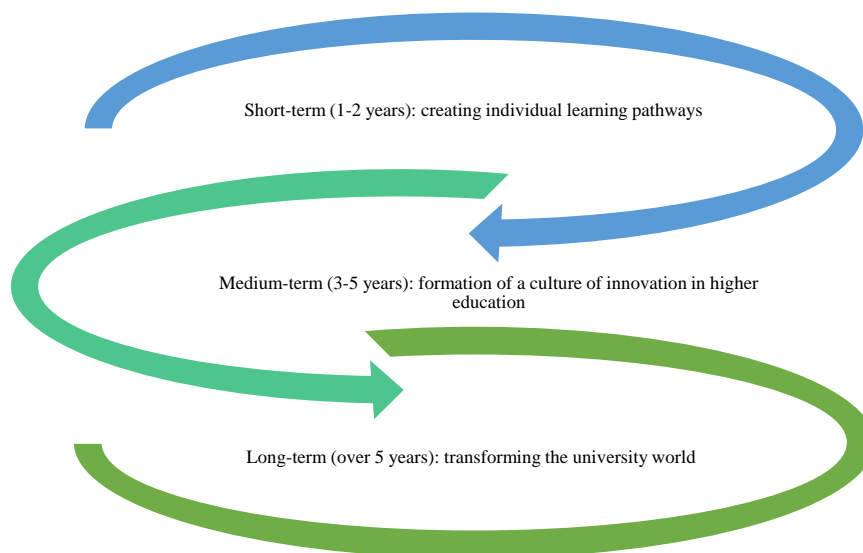 Short-term (1-2 years): creating individual learning pathways
Medium-term (3-5 years): formation of a culture of innovation in higher
education
Long-term (over 5 years): transforming the university world